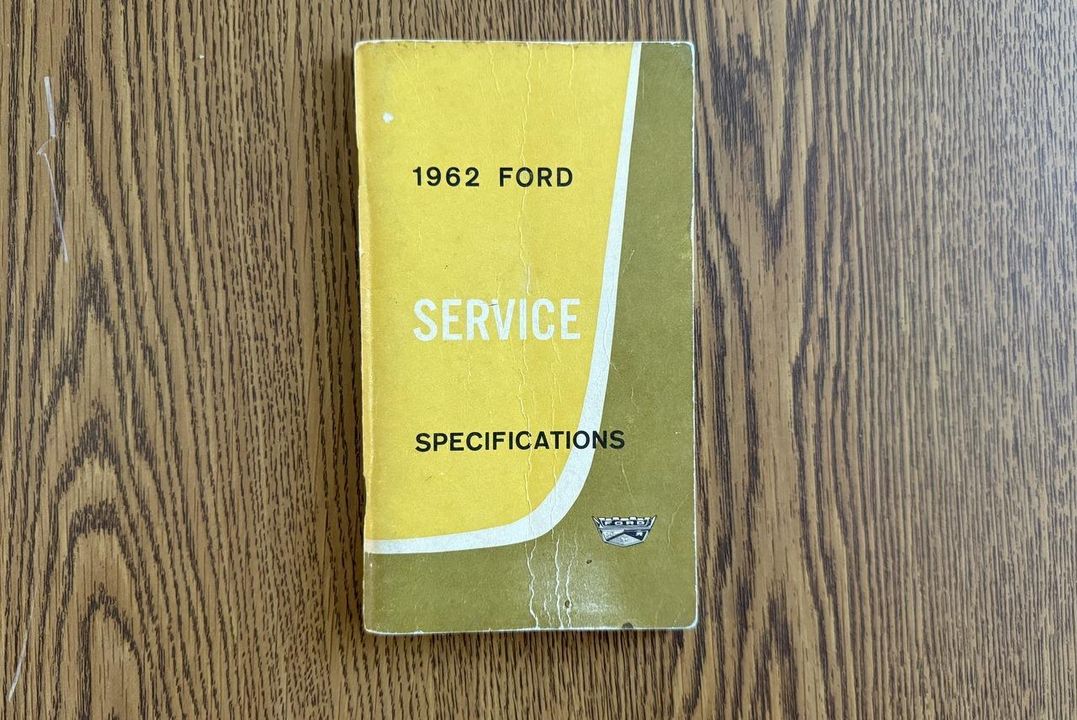 1962 FORD
SERVICE
SPECIFICATIONS
FORD